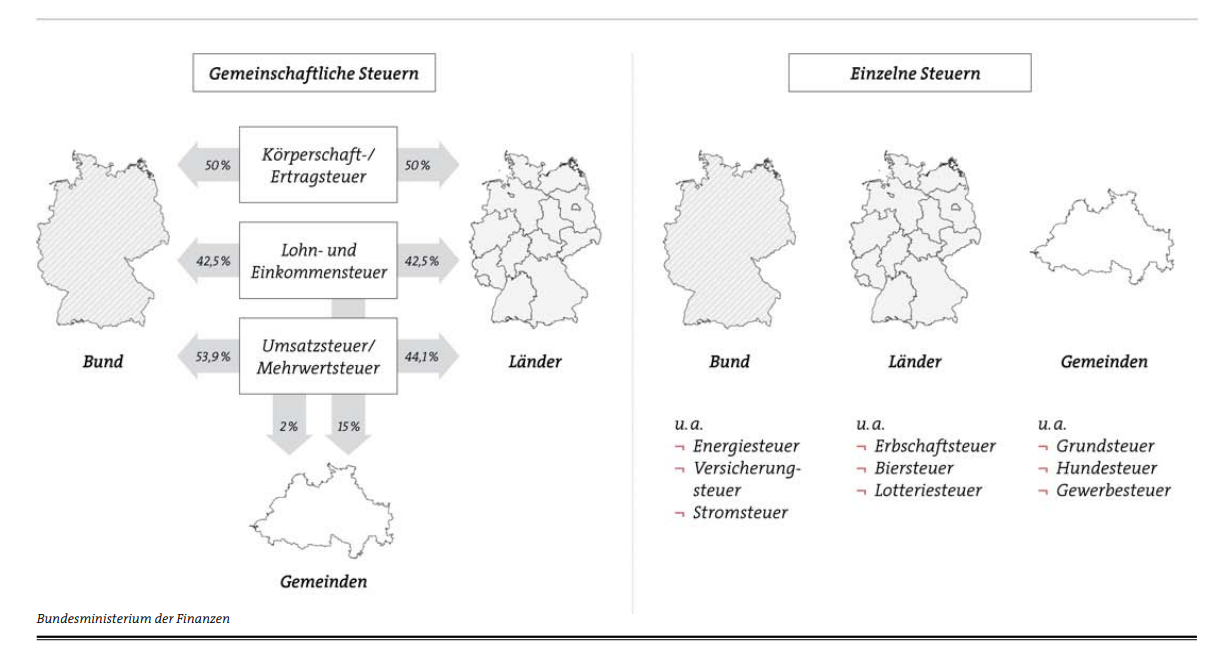 Gemeinschaftliche Steuern
Körperschaft-/
Ertragsteuer
50 %
50 %
Lohn- und
Einkommensteuer
42,5 %
42,5 %
Umsatzsteuer/
Mehrwertsteuer
53,9 %
44,1 %
Bund
Länder
2 %
15 %
Gemeinden
Einzelne Steuern
Bund
u. a.
¬ Energiesteuer
¬ Versicherung-
steuer
¬ Stromsteuer
Länder
u. a.
¬ Erbschaftsteuer
¬ Biersteuer
¬ Lotteriesteuer
Gemeinden
u. a.
¬ Grundsteuer
¬ Hundesteuer
¬ Gewerbesteuer
Bundesministerium der Finanzen